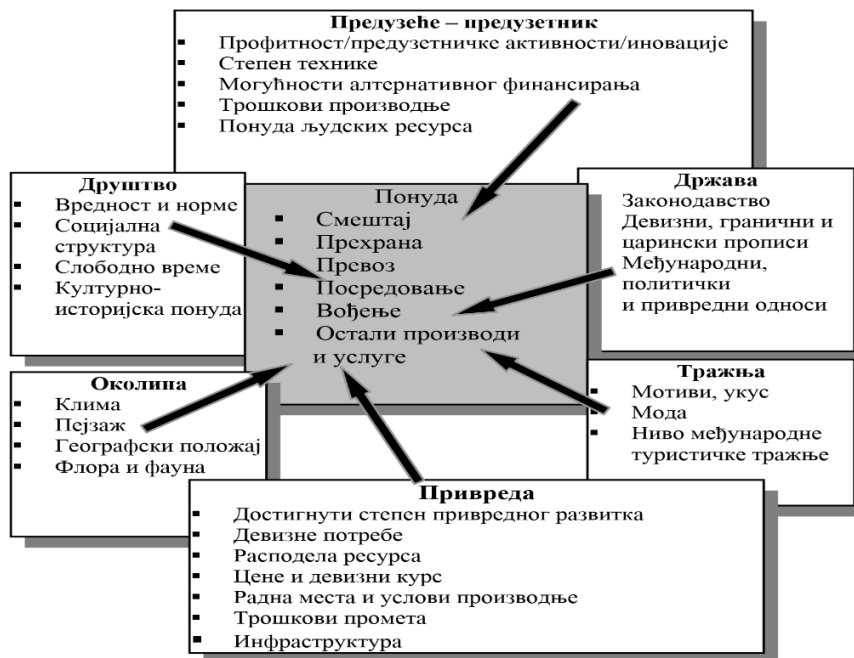 Предузеће – предузетник
▪ Профитност/предузетничке активности/иновације
▪ Степен технике
▪ Могућности алтернативног финансирања
▪ Трошкови производње
▪ Понуда људских ресурса
Друштво
▪ Вредност и норме
▪ Социјална
структура
▪ Слободно време
▪ Културно-
историјска понуда
Понуда
▪ Смештај
▪ Прехрана
▪ Превоз
▪ Посредовање
▪ Вођење
▪ Остали производи
и услуге
Држава
Законодавство
Девизни, гранични и
царински прописи
Међународни,
политички
и привредни односи
Околина
▪ Клима
▪ Пејзаж
▪ Географски положај
▪ Флора и фауна
Тражња
▪ Мотиви, укус
▪ Мода
▪ Ниво међународне
туристичке тражње
Привреда
▪ Достигнути степен привредног развитка
▪ Девизне потребе
▪ Расподела ресурса
▪ Цене и девизни курс
▪ Радна места и услови производње
▪ Трошкови промета
▪ Инфраструктура